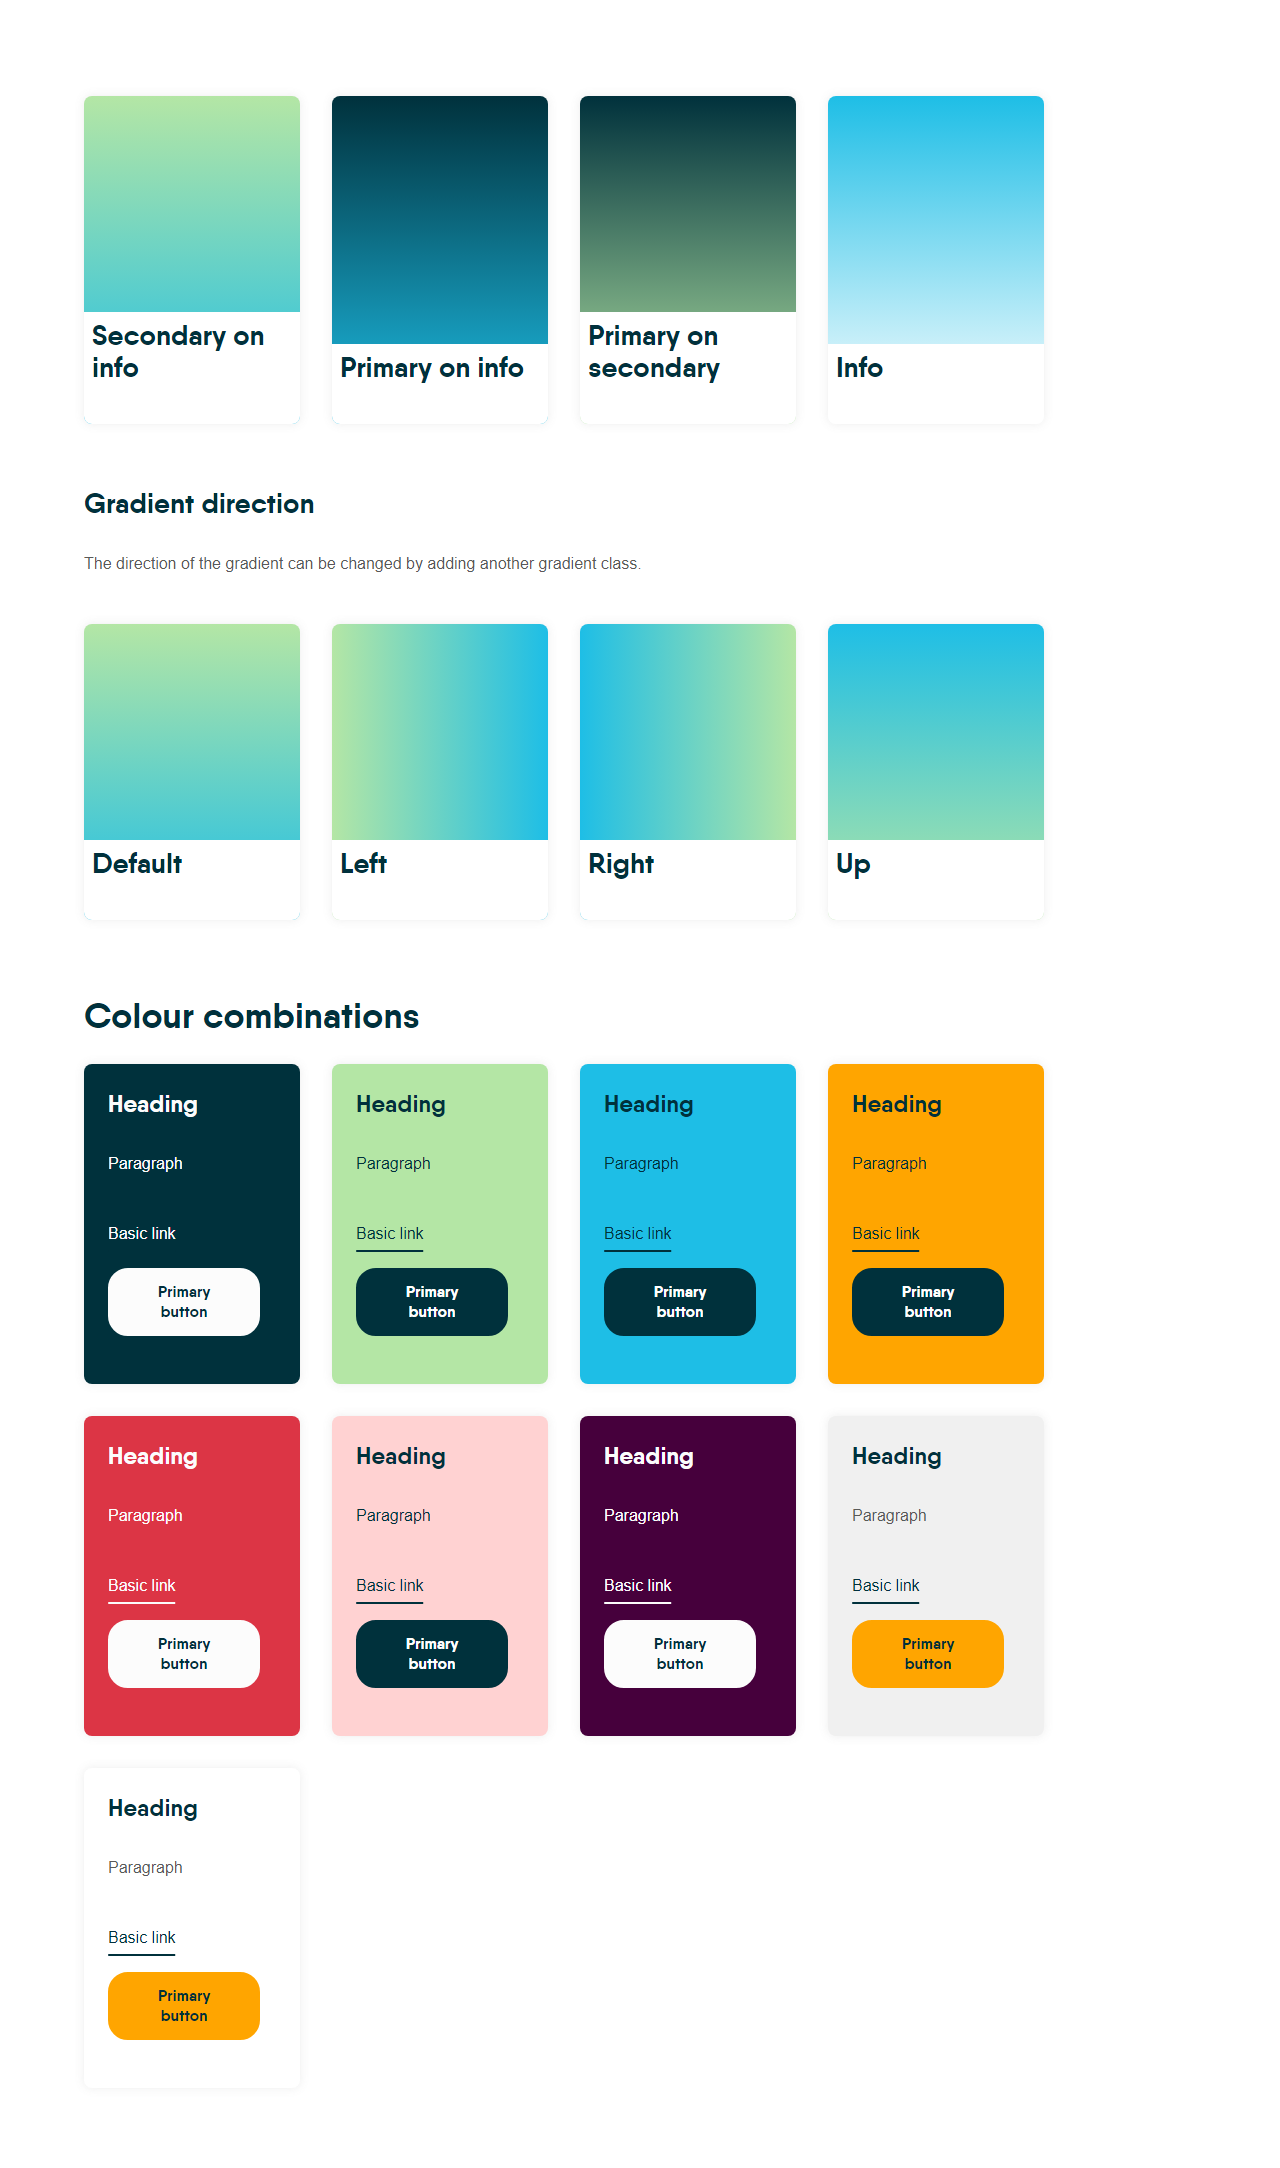 Secondary on
info
Primary on info
Primary on
secondary
Info
Gradient direction
The direction of the gradient can be changed by adding another gradient class.
Default
Left
Right
Up
Colour combinations
Heading
Paragraph
Basic link
Primary
button
Heading
Paragraph
Basic link
Primary
button
Heading
Paragraph
Basic link
Primary
button
Heading
Paragraph
Basic link
Primary
button
Heading
Paragraph
Basic link
Primary
button
Heading
Paragraph
Basic link
Primary
button
Heading
Paragraph
Basic link
Primary
button
Heading
Paragraph
Basic link
Primary
button
Heading
Paragraph
Basic link
Primary
button